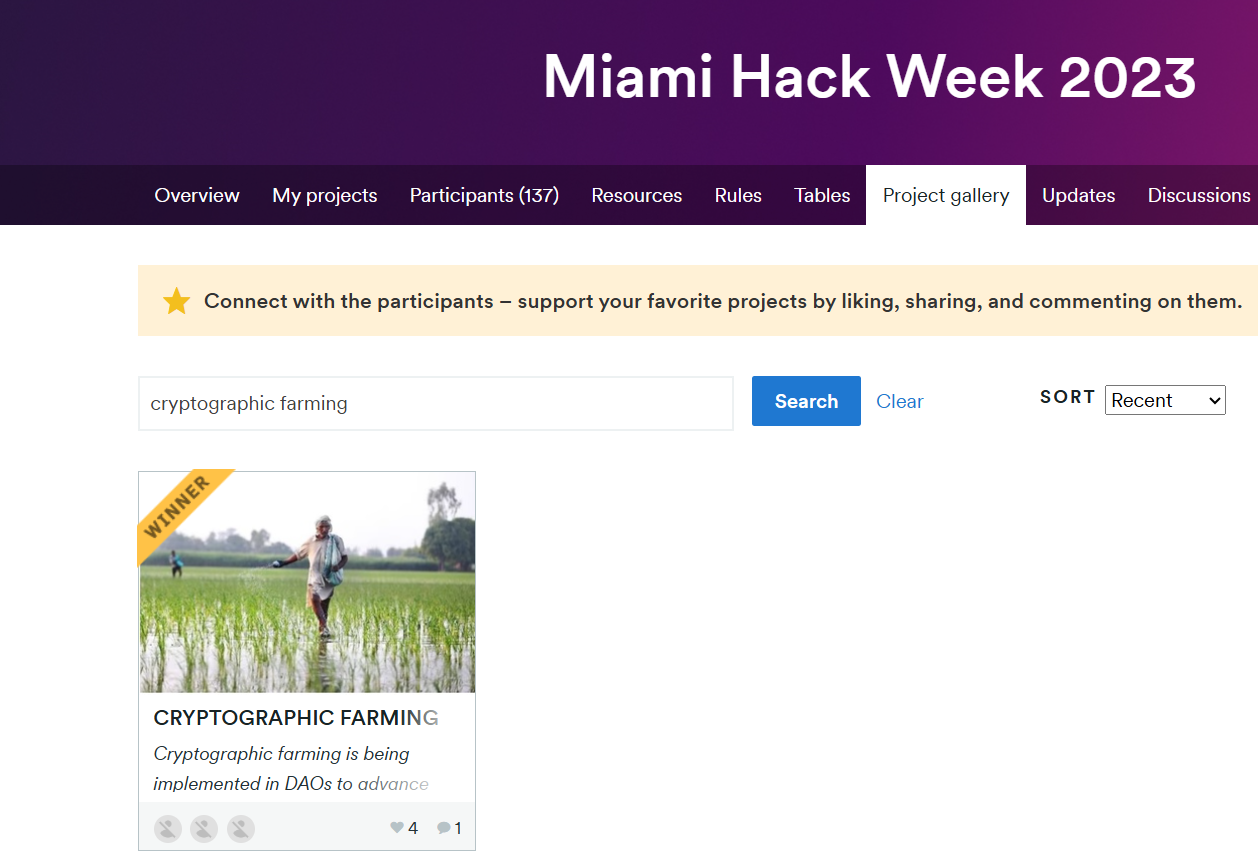 Miami Hack Week 2023
Overview My projects Participants (137) Resources Rules Tables Project gallery Updates Discussions
Connect with the participants – support your favorite projects by liking, sharing, and commenting on them.
cryptographic farming Search Clear SORT Recent
WINNER
CRYPTOGRAPHIC FARMING
Cryptographic farming is being
implemented in DAOs to advance
4 1